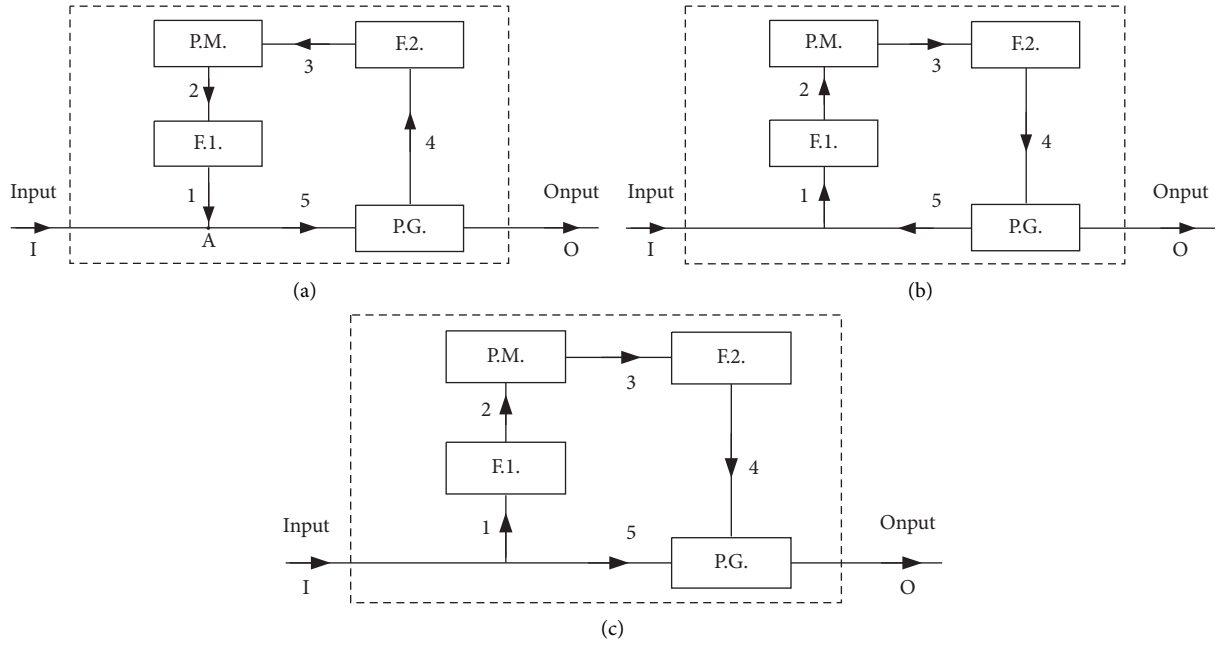 P.M.
3
F.2.
2
F.1.
4
1
5
Input
Onput
P.G.
I
A
O
(a)
P.M.
3
F.2.
2
F.1.
4
1
5
Input
Onput
P.G.
I
O
(b)
P.M.
3
F.2.
2
F.1.
4
1
5
Input
Onput
P.G.
I
O
(c)